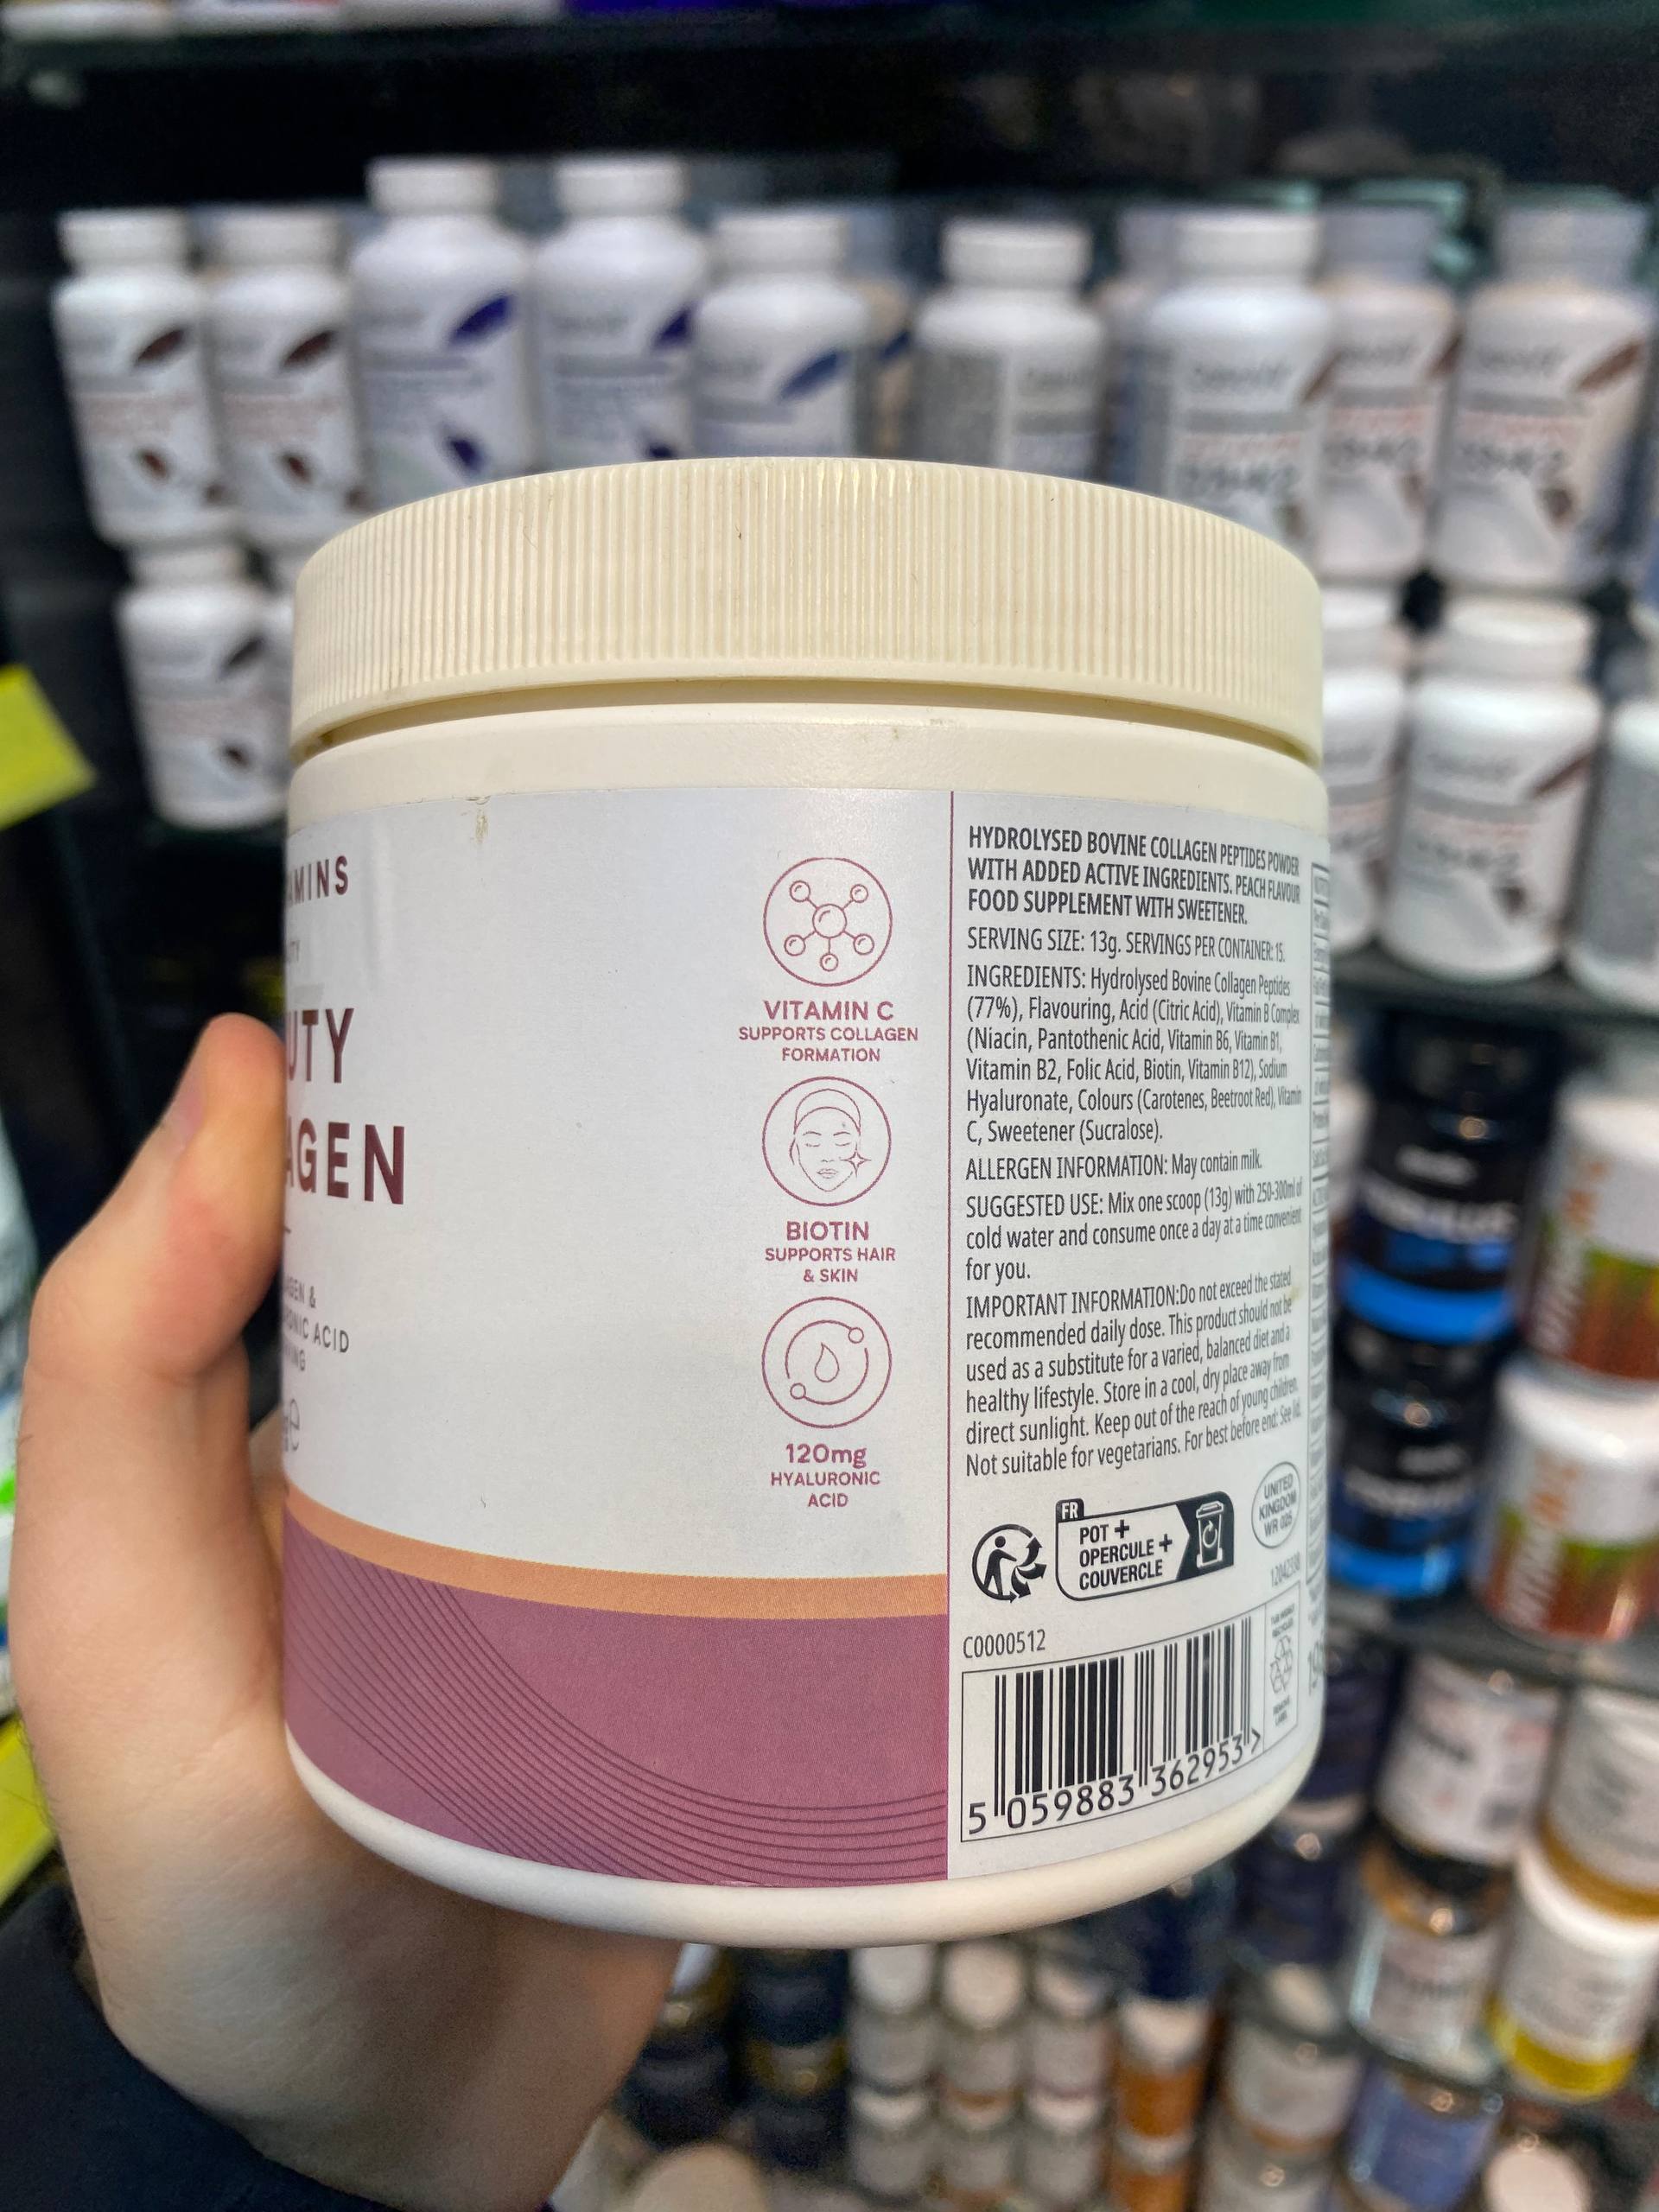 AMINS
UTY
AGEN
AGEN &
RONIC ACID
VITAMIN C
SUPPORTS COLLAGEN
FORMATION
BIOTIN
SUPPORTS HAIR
& SKIN
120mg
HYALURONIC
ACID
HYDROLYSED BOVINE COLLAGEN PEPTIDES POWDER
WITH ADDED ACTIVE INGREDIENTS. PEACH FLAVOUR
FOOD SUPPLEMENT WITH SWEETENER.
SERVING SIZE: 13g. SERVINGS PER CONTAINER: 15.
INGREDIENTS: Hydrolysed Bovine Collagen Peptides
(77%), Flavouring, Acid (Citric Acid), Vitamin B Complex
(Niacin, Pantothenic Acid, Vitamin B6, Vitamin B1,
Vitamin B2, Folic Acid, Biotin, Vitamin B12), Sodium
Hyaluronate, Colours (Carotenes, Beetroot Red), Vitamin
C, Sweetener (Sucralose).
ALLERGEN INFORMATION: May contain milk.
SUGGESTED USE: Mix one scoop (13g) with 250-300ml of
cold water and consume once a day at a time convenient
for you.
IMPORTANT INFORMATION:Do not exceed the stated
recommended daily dose. This product should not be
used as a substitute for a varied, balanced diet and a
healthy lifestyle. Store in a cool, dry place away from
direct sunlight. Keep out of the reach of young children.
Not suitable for vegetarians. For best before end: See lid.
FR
POT +
OPERCULE +
COUVERCLE
UNITED
KINGDOM
WR 026
C0000512
5 059883 362953 >